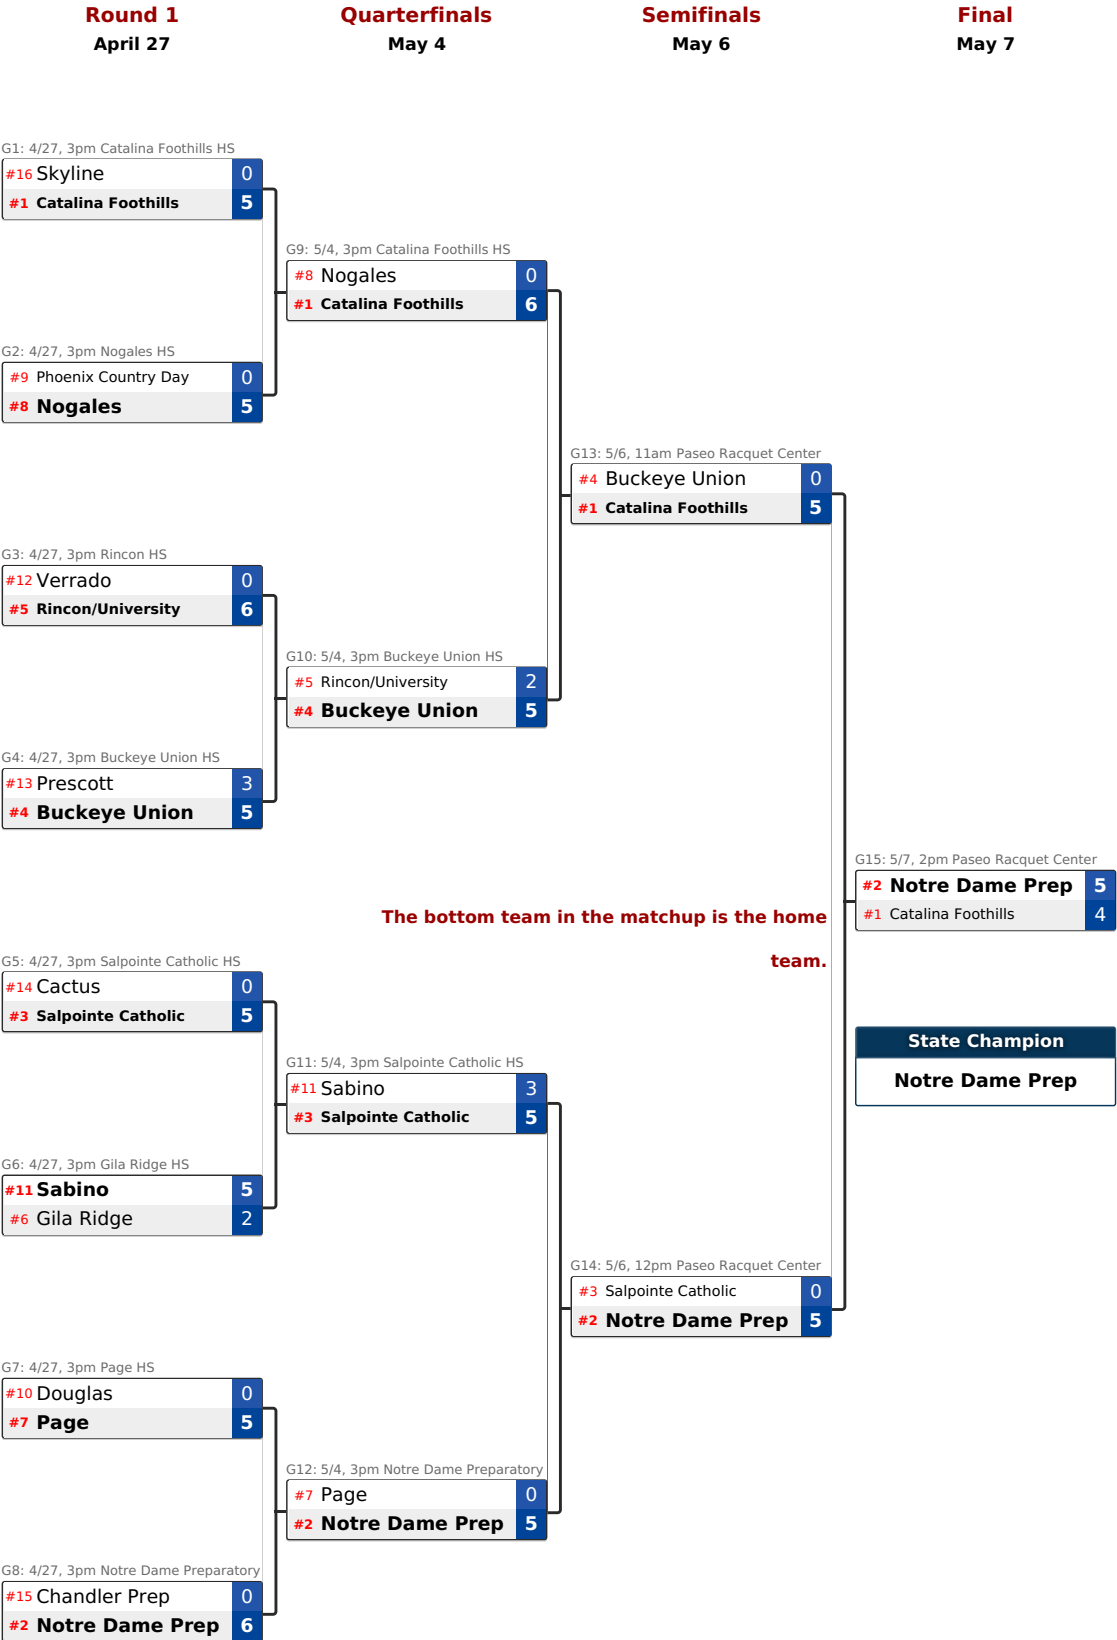 Round 1
April 27
Quarterfinals
May 4
Semifinals
May 6
Final
May 7
G1: 4/27, 3pm Catalina Foothills HS
#16 Skyline 0
#1 Catalina Foothills 5
G2: 4/27, 3pm Nogales HS
#9 Phoenix Country Day 0
#8 Nogales 5
G3: 4/27, 3pm Rincon HS
#12 Verrado 0
#5 Rincon/University 6
G4: 4/27, 3pm Buckeye Union HS
#13 Prescott 3
#4 Buckeye Union 5
G5: 4/27, 3pm Salpointe Catholic HS
#14 Cactus 0
#3 Salpointe Catholic 5
G6: 4/27, 3pm Gila Ridge HS
#11 Sabino 5
#6 Gila Ridge 2
G7: 4/27, 3pm Page HS
#10 Douglas 0
#7 Page 5
G8: 4/27, 3pm Notre Dame Preparatory
#15 Chandler Prep 0
#2 Notre Dame Prep 6
G9: 5/4, 3pm Catalina Foothills HS
#8 Nogales 0
#1 Catalina Foothills 6
G10: 5/4, 3pm Buckeye Union HS
#5 Rincon/University 2
#4 Buckeye Union 5
G11: 5/4, 3pm Salpointe Catholic HS
#11 Sabino 3
#3 Salpointe Catholic 5
G12: 5/4, 3pm Notre Dame Preparatory
#7 Page 0
#2 Notre Dame Prep 5
G13: 5/6, 11am Paseo Racquet Center
#4 Buckeye Union 0
#1 Catalina Foothills 5
The bottom team in the matchup is the home
team.
G14: 5/6, 12pm Paseo Racquet Center
#3 Salpointe Catholic 0
#2 Notre Dame Prep 5
G15: 5/7, 2pm Paseo Racquet Center
#2 Notre Dame Prep 5
#1 Catalina Foothills 4
State Champion
Notre Dame Prep